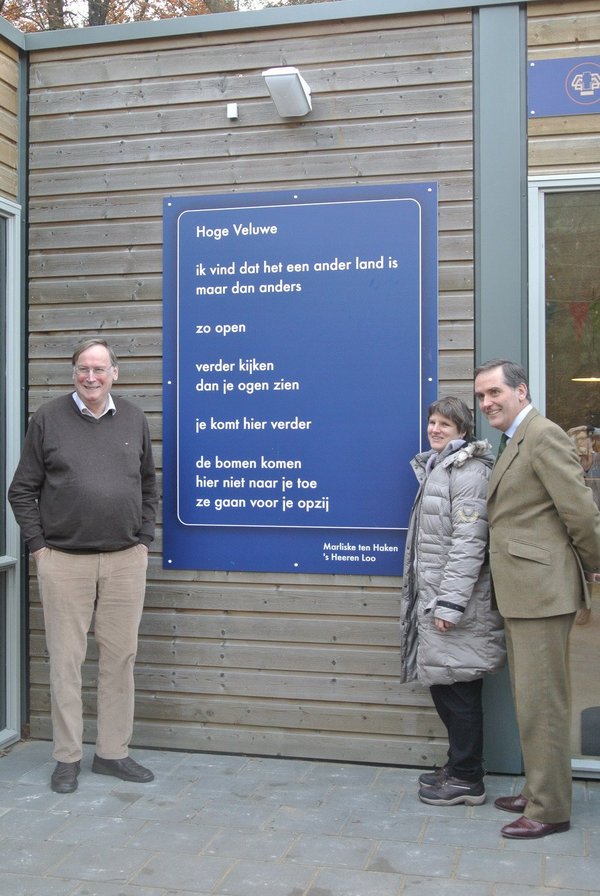 Hoge Veluwe
ik vind dat het een ander land is
maar dan anders
zo open
verder kijken
dan je ogen zien
je komt hier verder
de bomen komen
hier niet naar je toe
ze gaan voor je opzij
Marliske ten Haken
's Heeren Loo